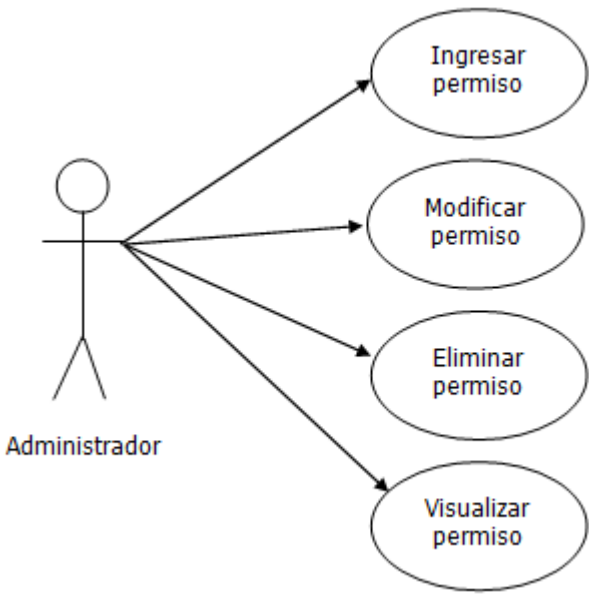 Ingresar
permiso
Modificar
permiso
Eliminar
permiso
Administrador
Visualizar
permiso